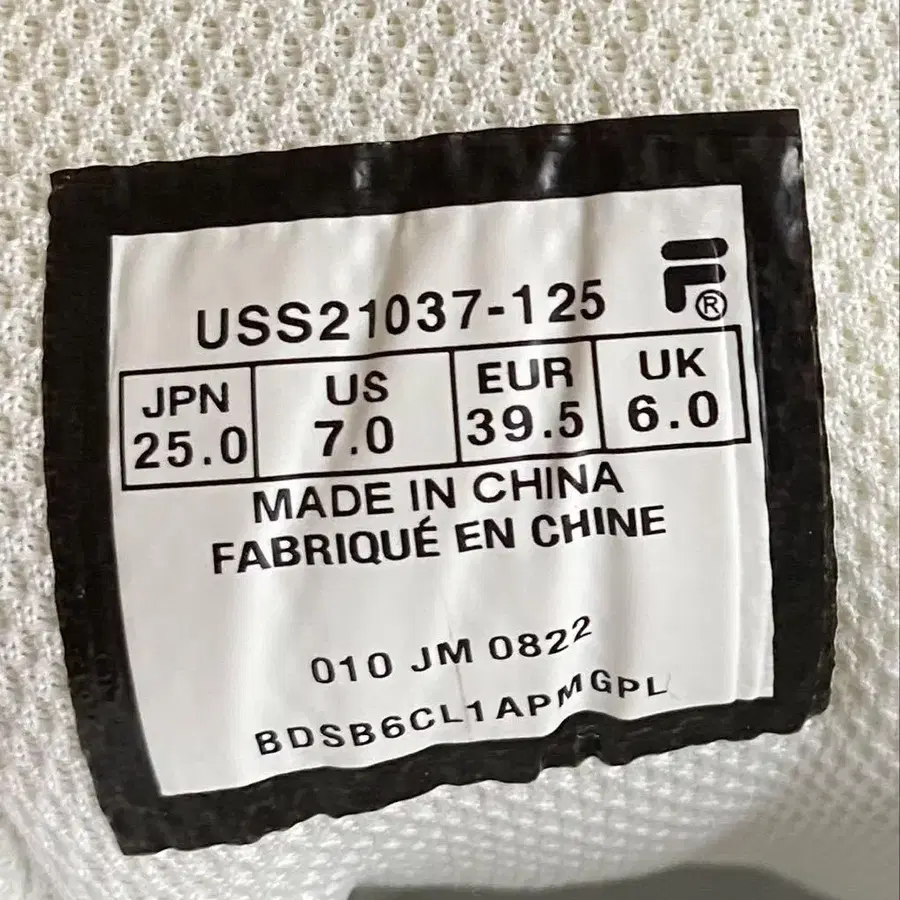 USS21037-125
®
JPN US EUR UK
25.0 7.0 39.5 6.0
MADE IN CHINA
FABRIQUÉ EN CHINE
010 JM 0822
BDSB6CL1APMGPL